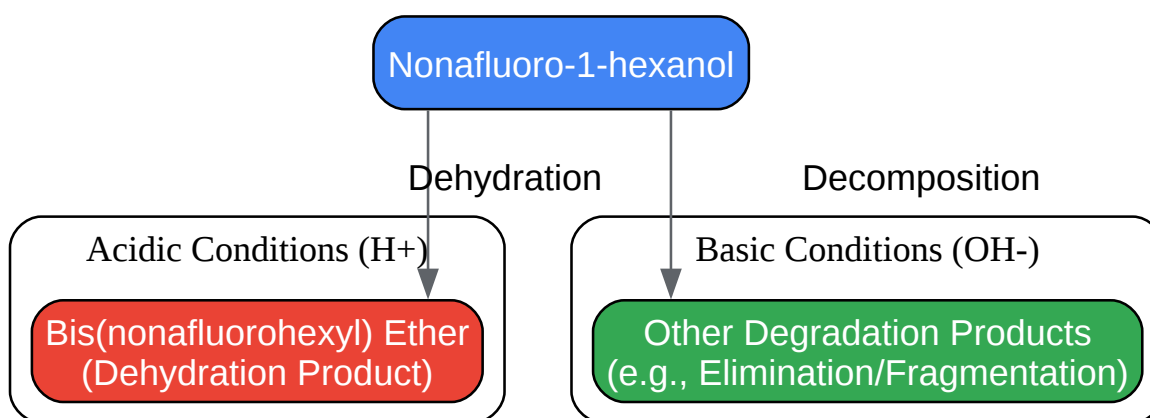 Nonafluoro-1-hexanol
Dehydration
Decomposition
Acidic Conditions (H+)
Basic Conditions (OH-)
Bis(nonafluorohexyl) Ether
(Dehydration Product)
Other Degradation Products
(e.g., Elimination/Fragmentation)